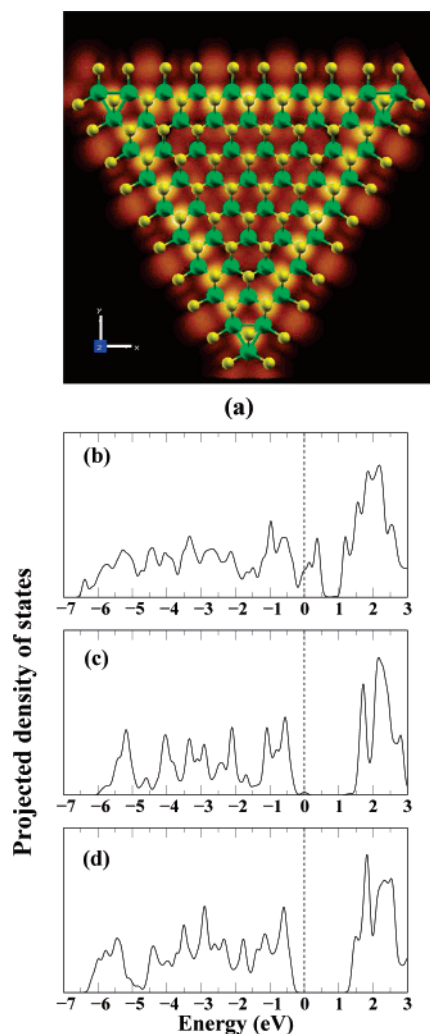 y
z
x
(a)
Projected density of states
(b)
−7 −6 −5 −4 −3 −2 −1 0 1 2 3
(c)
−7 −6 −5 −4 −3 −2 −1 0 1 2 3
(d)
−7 −6 −5 −4 −3 −2 −1 0 1 2 3
Energy (eV)